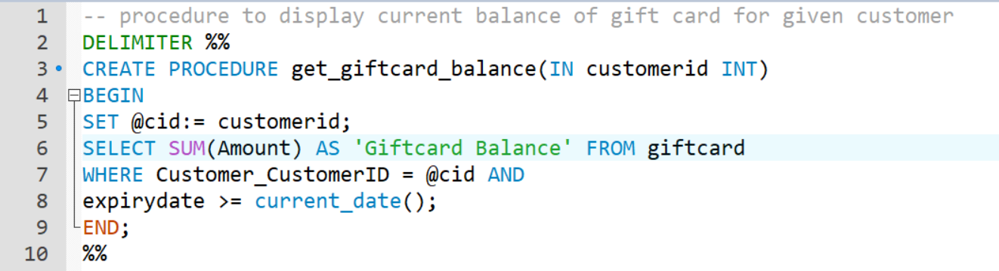 1 -- procedure to display current balance of gift card for given customer
2 DELIMITER %%
3 CREATE PROCEDURE get_giftcard_balance(IN customerid INT)
4 BEGIN
5 SET @cid:= customerid;
6 SELECT SUM(Amount) AS 'Giftcard Balance' FROM giftcard
7 WHERE Customer_CustomerID = @cid AND
8 expirydate >= current_date();
9 END;
10 %%